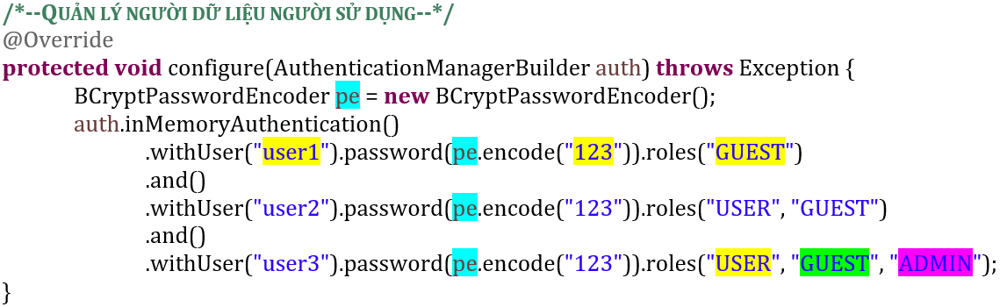 /*--QUẢN LÝ NGƯỜI DỮ LIỆU NGƯỜI SỬ DỤNG--*/
@Override
protected void configure(AuthenticationManagerBuilder auth) throws Exception {
BCryptPasswordEncoder pe = new BCryptPasswordEncoder();
auth.inMemoryAuthentication()
.withUser("user1").password(pe.encode("123")).roles("GUEST")
.and()
.withUser("user2").password(pe.encode("123")).roles("USER", "GUEST")
.and()
.withUser("user3").password(pe.encode("123")).roles("USER", "GUEST", "ADMIN");
}